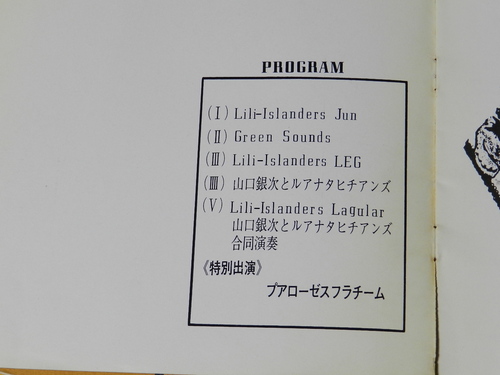 PROGRAM
(Ⅰ) Lili-Islanders Jun
(Ⅱ) Green Sounds
(Ⅲ) Lili-Islanders LEG
(IIII) 山口銀次とルアナタヒチアンズ
(Ⅴ) Lili-Islanders Lagular
山口銀次とルアナタヒチアンズ
合同演奏
《特別出演》
プアローゼスフラチーム